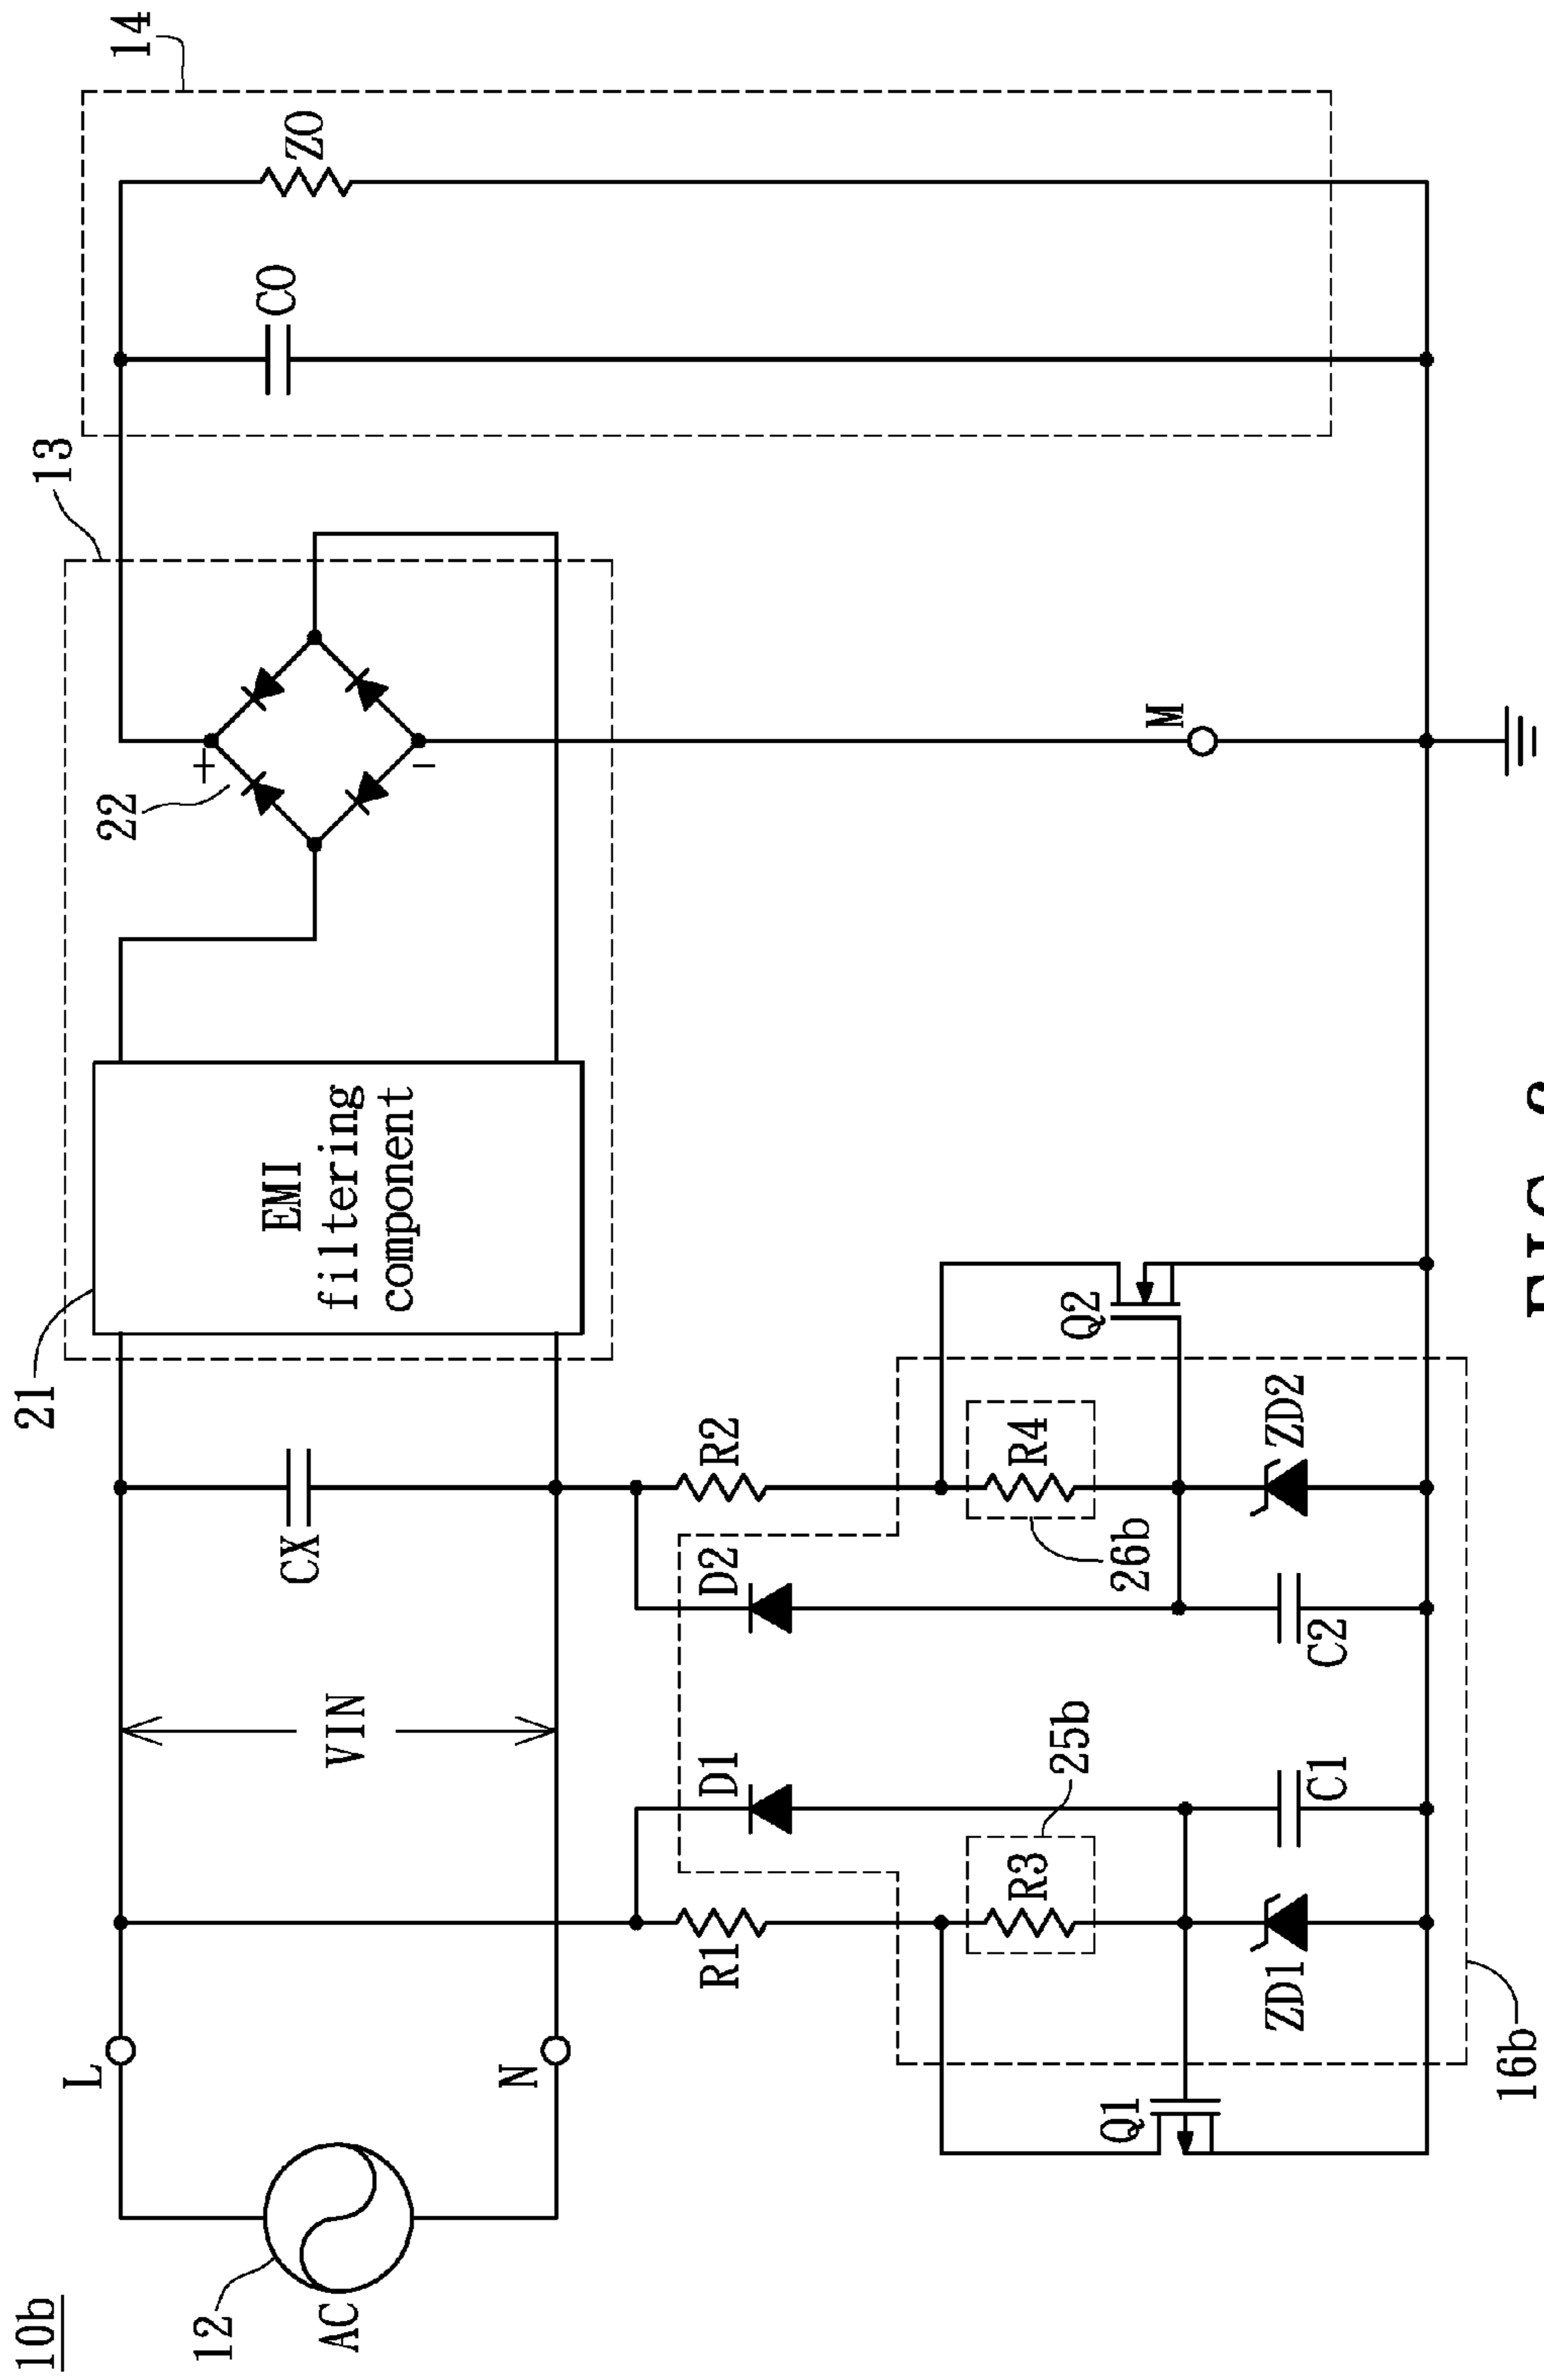 10b
12
AC
L
N
VIN
CX
21
EMI
filtering
component
13
22
+
−
14
CO
ZO
M
R1
D1
D2
R2
R3
25b
R4
26b
Q1
ZD1
C1
C2
ZD2
Q2
16b